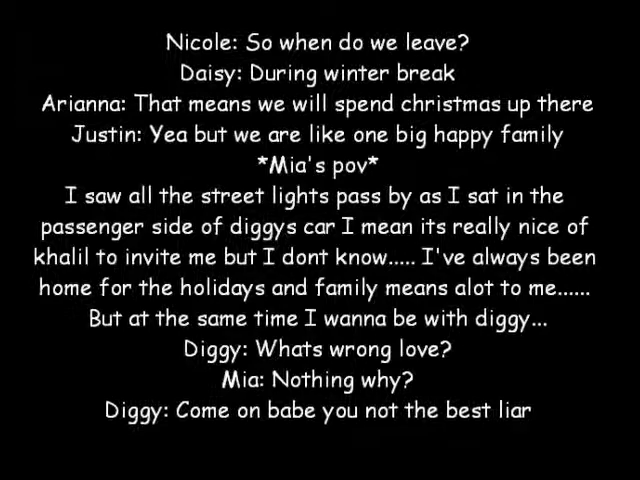 Nicole: So when do we leave?
Daisy: During winter break
Arianna: That means we will spend christmas up there
Justin: Yea but we are like one big happy family
*Mia's pov*
I saw all the street lights pass by as I sat in the
passenger side of diggys car I mean its really nice of
khalil to invite me but I dont know..... I've always been
home for the holidays and family means alot to me......
But at the same time I wanna be with diggy...
Diggy: Whats wrong love?
Mia: Nothing why?
Diggy: Come on babe you not the best liar